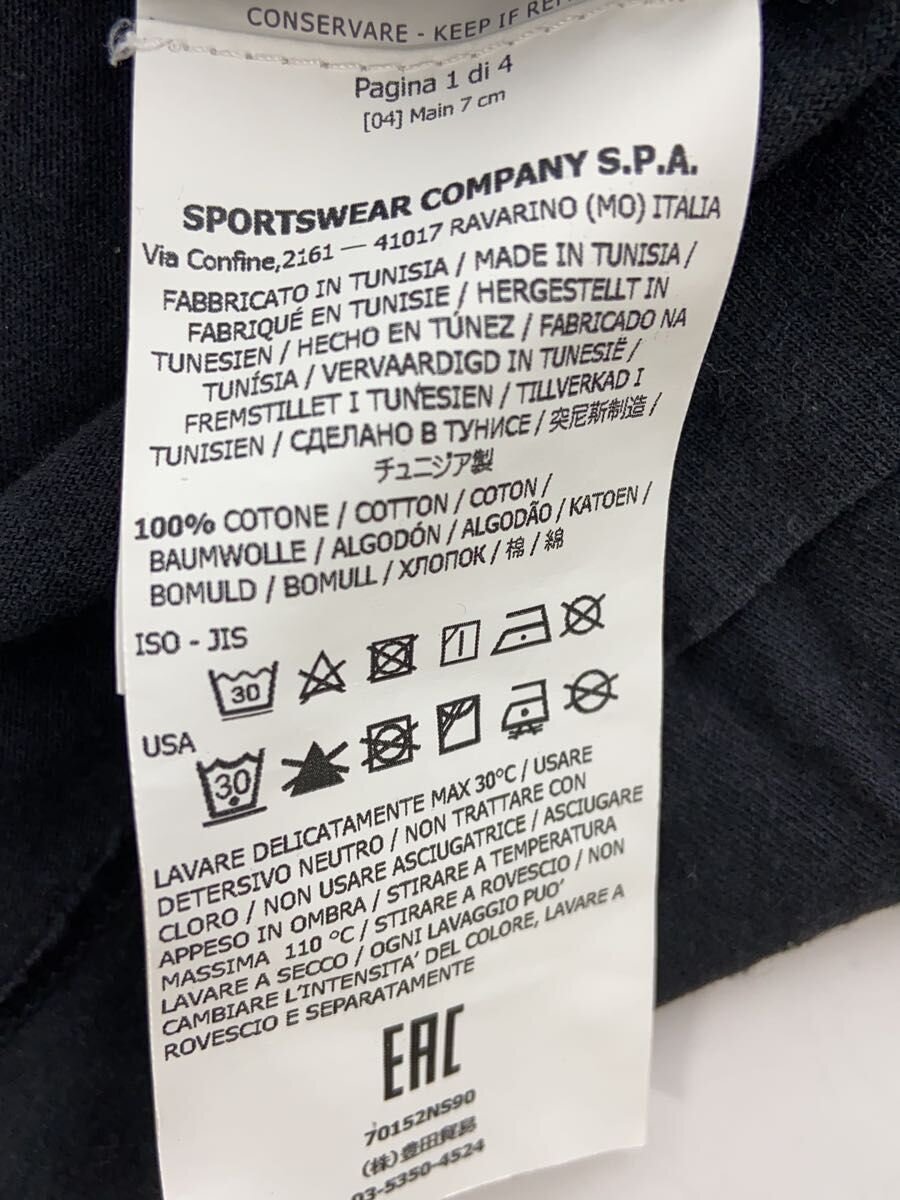 CONSERVARE - KEEP IF
Pagina 1 di 4
[04] Main 7 cm
SPORTSWEAR COMPANY S.P.A.
Via Confine,2161 — 41017 RAVARINO (MO) ITALIA
FABBRICATO IN TUNISIA / MADE IN TUNISIA /
FABRIQUÉ EN TUNISIE / HERGESTELLT IN
TUNESIEN / HECHO EN TÚNEZ / FABRICADO NA
TUNÍSIA / VERVAARDIGD IN TUNESIË /
FREMSTILLET I TUNESIEN / TILLVERKAD I
TUNISIEN / СДЕЛАНО В ТУНИСЕ / 突尼斯制造 /
チュニジア製
100% COTONE / COTTON / COTON /
BAUMWOLLE / ALGODÓN / ALGODÃO / KATOEN /
BOMULD / BOMULL / ХЛОПОК / 棉 / 綿
ISO - JIS
30
USA
30
LAVARE DELICATAMENTE MAX 30°C / USARE
DETERSIVO NEUTRO / NON TRATTARE CON
CLORO / NON USARE ASCIUGATRICE / ASCIUGARE
APPESO IN OMBRA / STIRARE A TEMPERATURA
MASSIMA 110 °C / STIRARE A ROVESCIO / NON
LAVARE A SECCO / OGNI LAVAGGIO PUO'
CAMBIARE L'INTENSITA' DEL COLORE, LAVARE A
ROVESCIO E SEPARATAMENTE
EAC
70152NS90
(株)豊田貿易
03-5350-4524